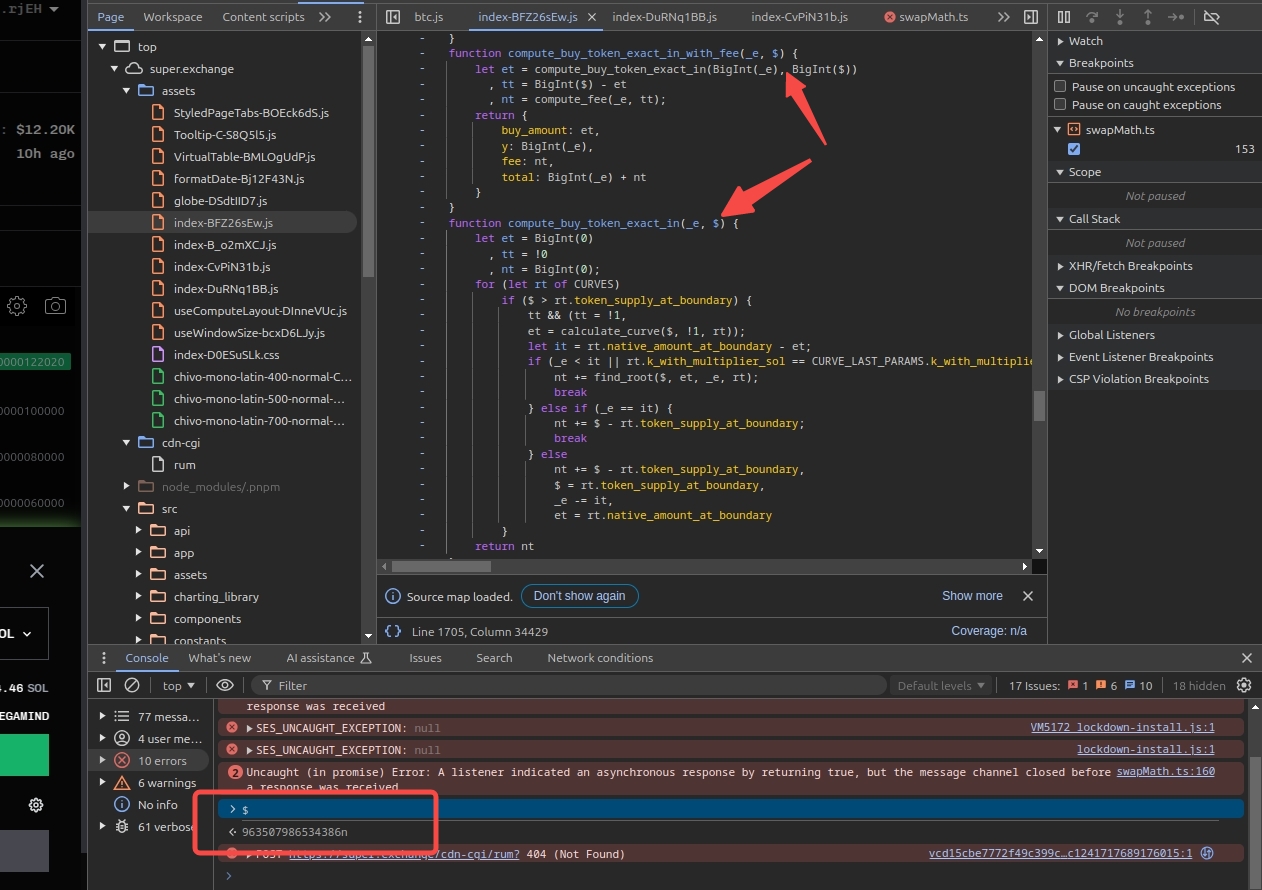 .rjEH
: $12.20K
10h ago
0000122020
0000100000
0000080000
0000060000
OL
.46 SOL
EGAMIND
Page
Workspace
Content scripts
top
super.exchange
assets
StyledPageTabs-BOEck6dS.js
Tooltip-C-S8Q5l5.js
VirtualTable-BMLOgUdP.js
formatDate-Bj12F43N.js
globe-DSdtIID7.js
index-BFZ26sEw.js
index-B_o2mXCJ.js
index-CvPiN31b.js
index-DuRNq1BB.js
useComputeLayout-DInneVUc.js
useWindowSize-bcxD6LJy.js
index-D0ESuSLk.css
chivo-mono-latin-400-normal-C...
chivo-mono-latin-500-normal-...
chivo-mono-latin-700-normal-...
cdn-cgi
rum
node_modules/.pnpm
src
api
app
assets
charting_library
components
constants
btc.js
index-BFZ26sEw.js
index-DuRNq1BB.js
index-CvPiN31b.js
swapMath.ts
- }
- function compute_buy_token_exact_in_with_fee(_e, $) {
- let et = compute_buy_token_exact_in(BigInt(_e), BigInt($))
- , tt = BigInt($) - et
- , nt = compute_fee(_e, tt);
- return {
- buy_amount: et,
- y: BigInt(_e),
- fee: nt,
- total: BigInt(_e) + nt
- }
- }
- function compute_buy_token_exact_in(_e, $) {
- let et = BigInt(0)
- , tt = !0
- , nt = BigInt(0);
- for (let rt of CURVES)
- if ($ > rt.token_supply_at_boundary) {
- tt && (tt = !1,
- et = calculate_curve($, !1, rt));
- let it = rt.native_amount_at_boundary - et;
- if (_e < it || rt.k_with_multiplier_sol == CURVE_LAST_PARAMS.k_with_multiplie
- nt += find_root($, et, _e, rt);
- break
- } else if (_e == it) {
- nt += $ - rt.token_supply_at_boundary;
- break
- } else
- nt += $ - rt.token_supply_at_boundary,
- $ = rt.token_supply_at_boundary,
- _e -= it,
- et = rt.native_amount_at_boundary
- }
- return nt
Source map loaded.
Don't show again
Show more
{ } Line 1705, Column 34429
Coverage: n/a
Watch
Breakpoints
Pause on uncaught exceptions
Pause on caught exceptions
swapMath.ts
153
Scope
Not paused
Call Stack
Not paused
XHR/fetch Breakpoints
DOM Breakpoints
No breakpoints
Global Listeners
Event Listener Breakpoints
CSP Violation Breakpoints
Console
What's new
AI assistance
Issues
Search
Network conditions
top
Filter
Default levels
17 Issues: 1 6 10
18 hidden
77 messa...
4 user me...
10 errors
6 warnings
No info
61 verbose
response was received
SES_UNCAUGHT_EXCEPTION: null
VM5172 lockdown-install.js:1
SES_UNCAUGHT_EXCEPTION: null
lockdown-install.js:1
2 Uncaught (in promise) Error: A listener indicated an asynchronous response by returning true, but the message channel closed before
swapMath.ts:160
a response was received
> $
963507986534386n
POST https://super.exchange/cdn-cgi/rum? 404 (Not Found)
vcd15cbe7772f49c399c…c1241717689176015:1
>